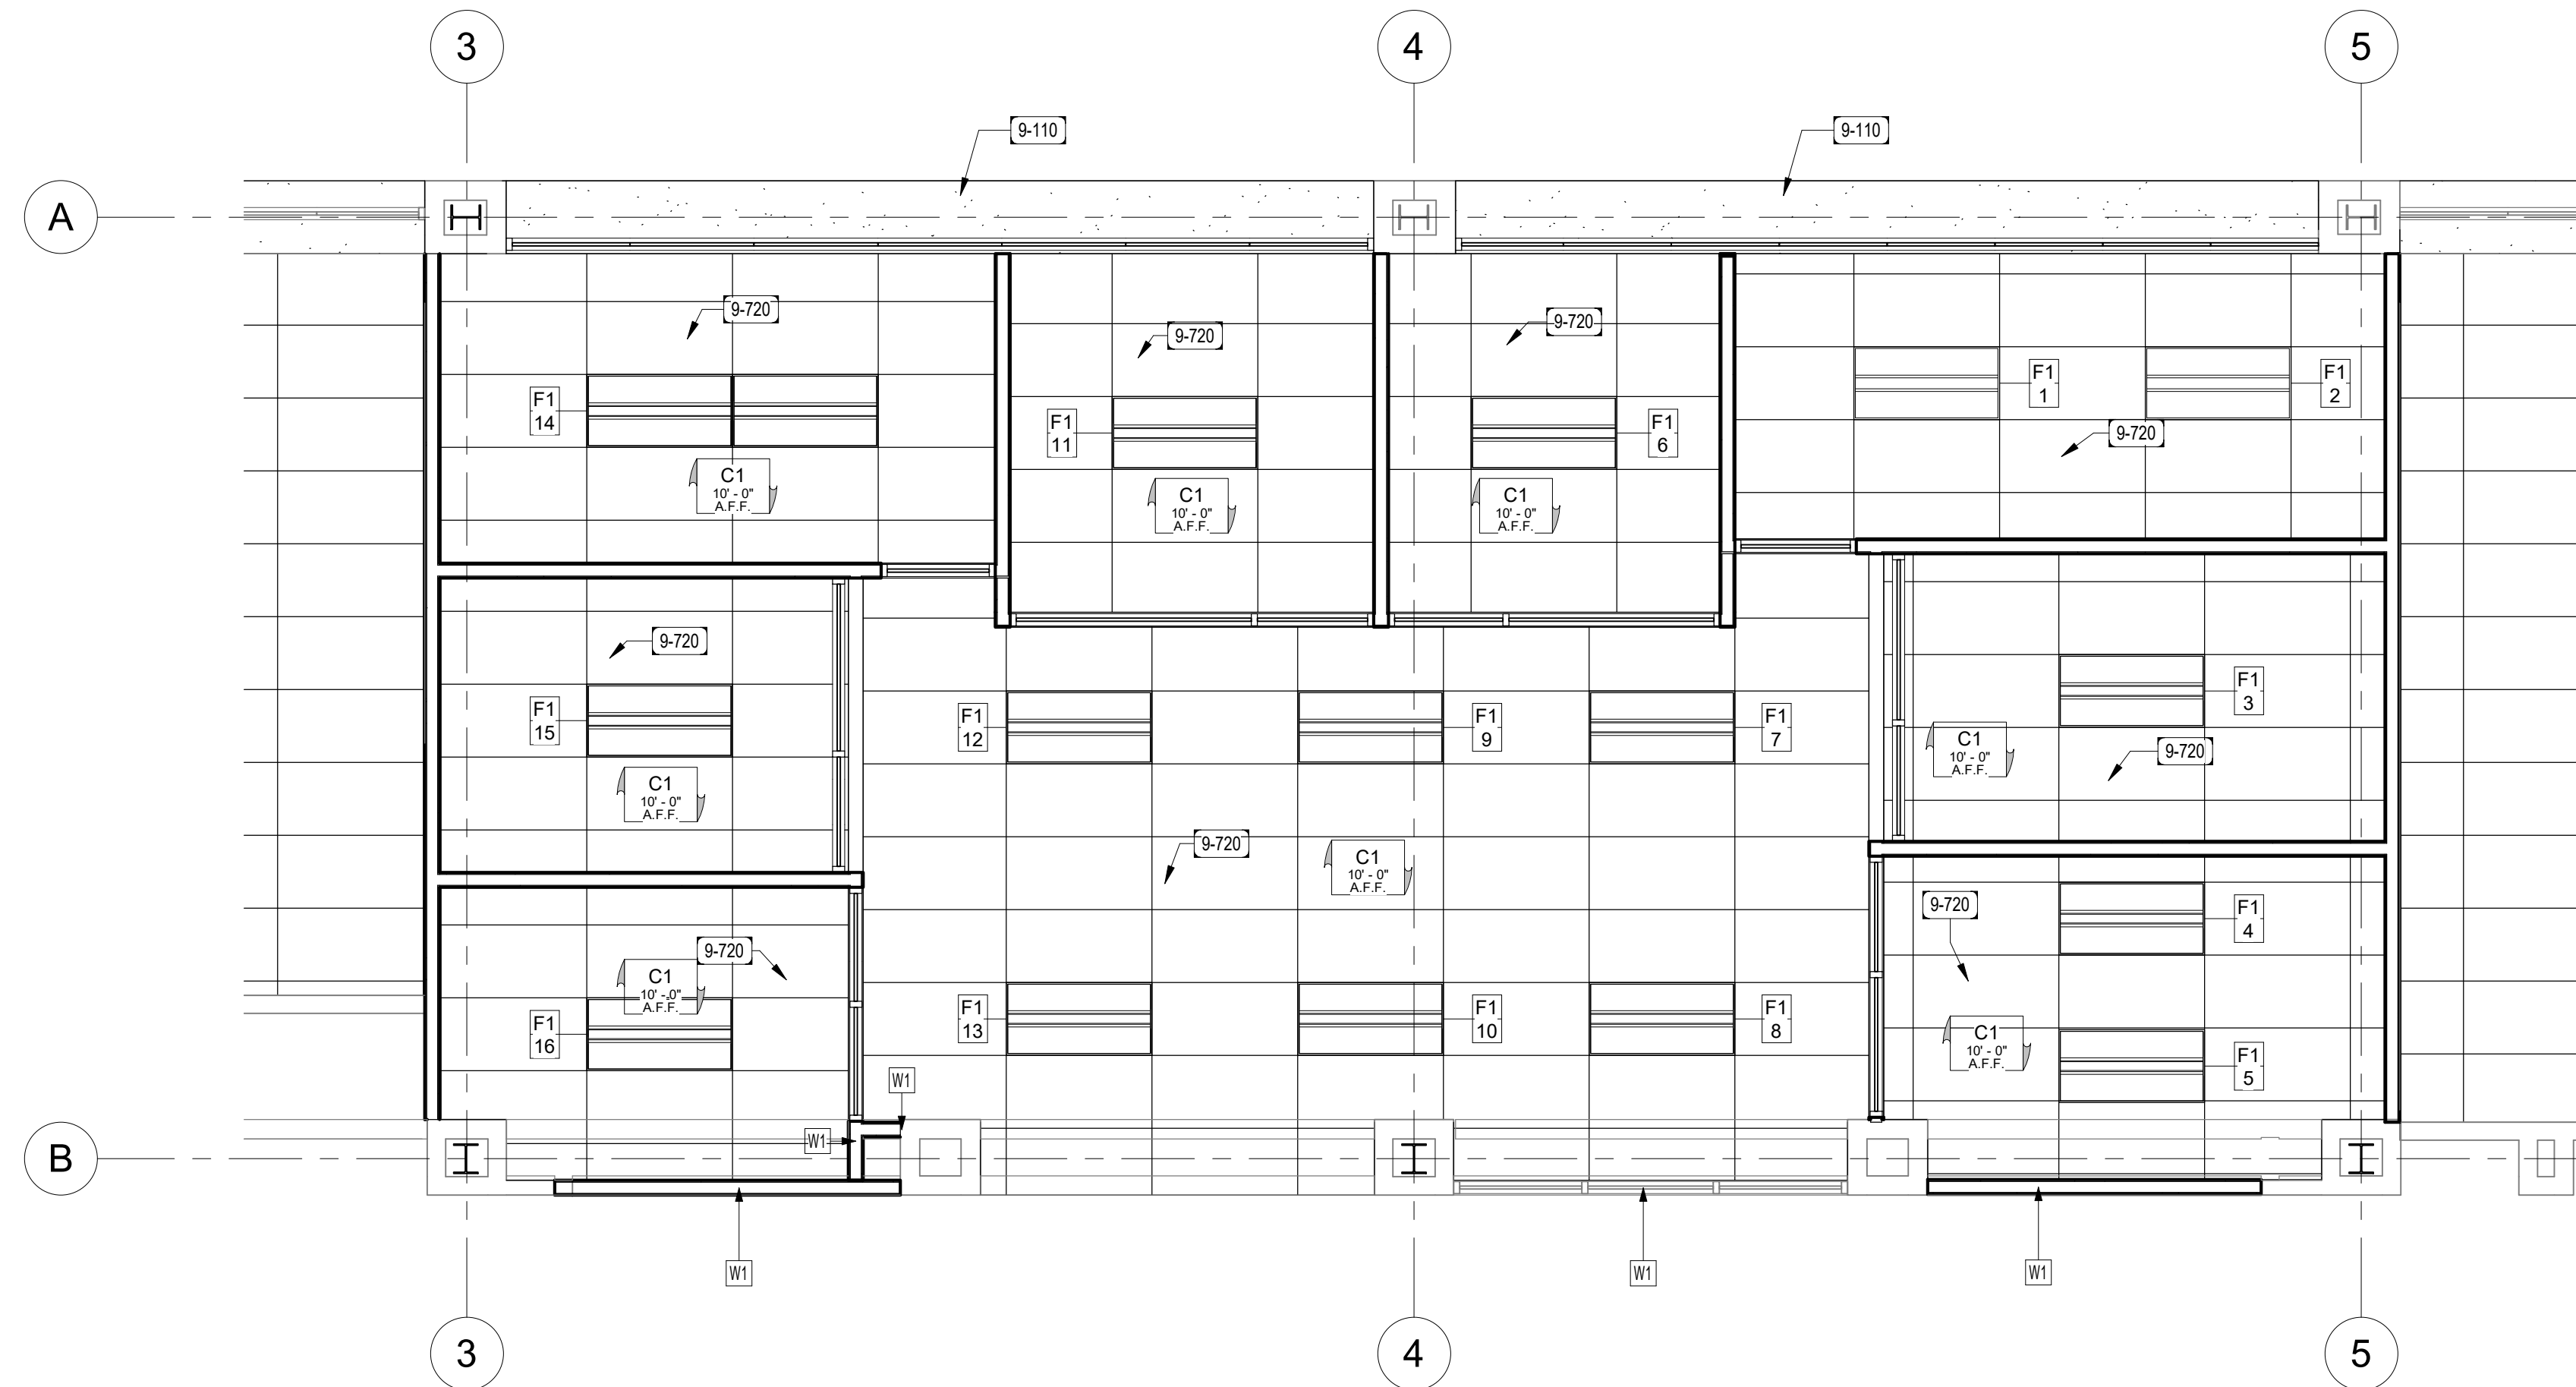 3
4
5
9-110
9-110
A
9-720
9-720
9-720
F1
14
F1
11
F1
6
F1
1
F1
2
9-720
C1
10' - 0"
A.F.F.
C1
10' - 0"
A.F.F.
C1
10' - 0"
A.F.F.
9-720
F1
15
F1
12
F1
9
F1
7
F1
3
C1
10' - 0"
A.F.F.
9-720
C1
10' - 0"
A.F.F.
9-720
C1
10' - 0"
A.F.F.
9-720
F1
4
9-720
C1
10' - 0"
A.F.F.
F1
16
F1
13
F1
10
F1
8
C1
10' - 0"
A.F.F.
F1
5
W1
W1
B
W1
W1
W1
3
4
5